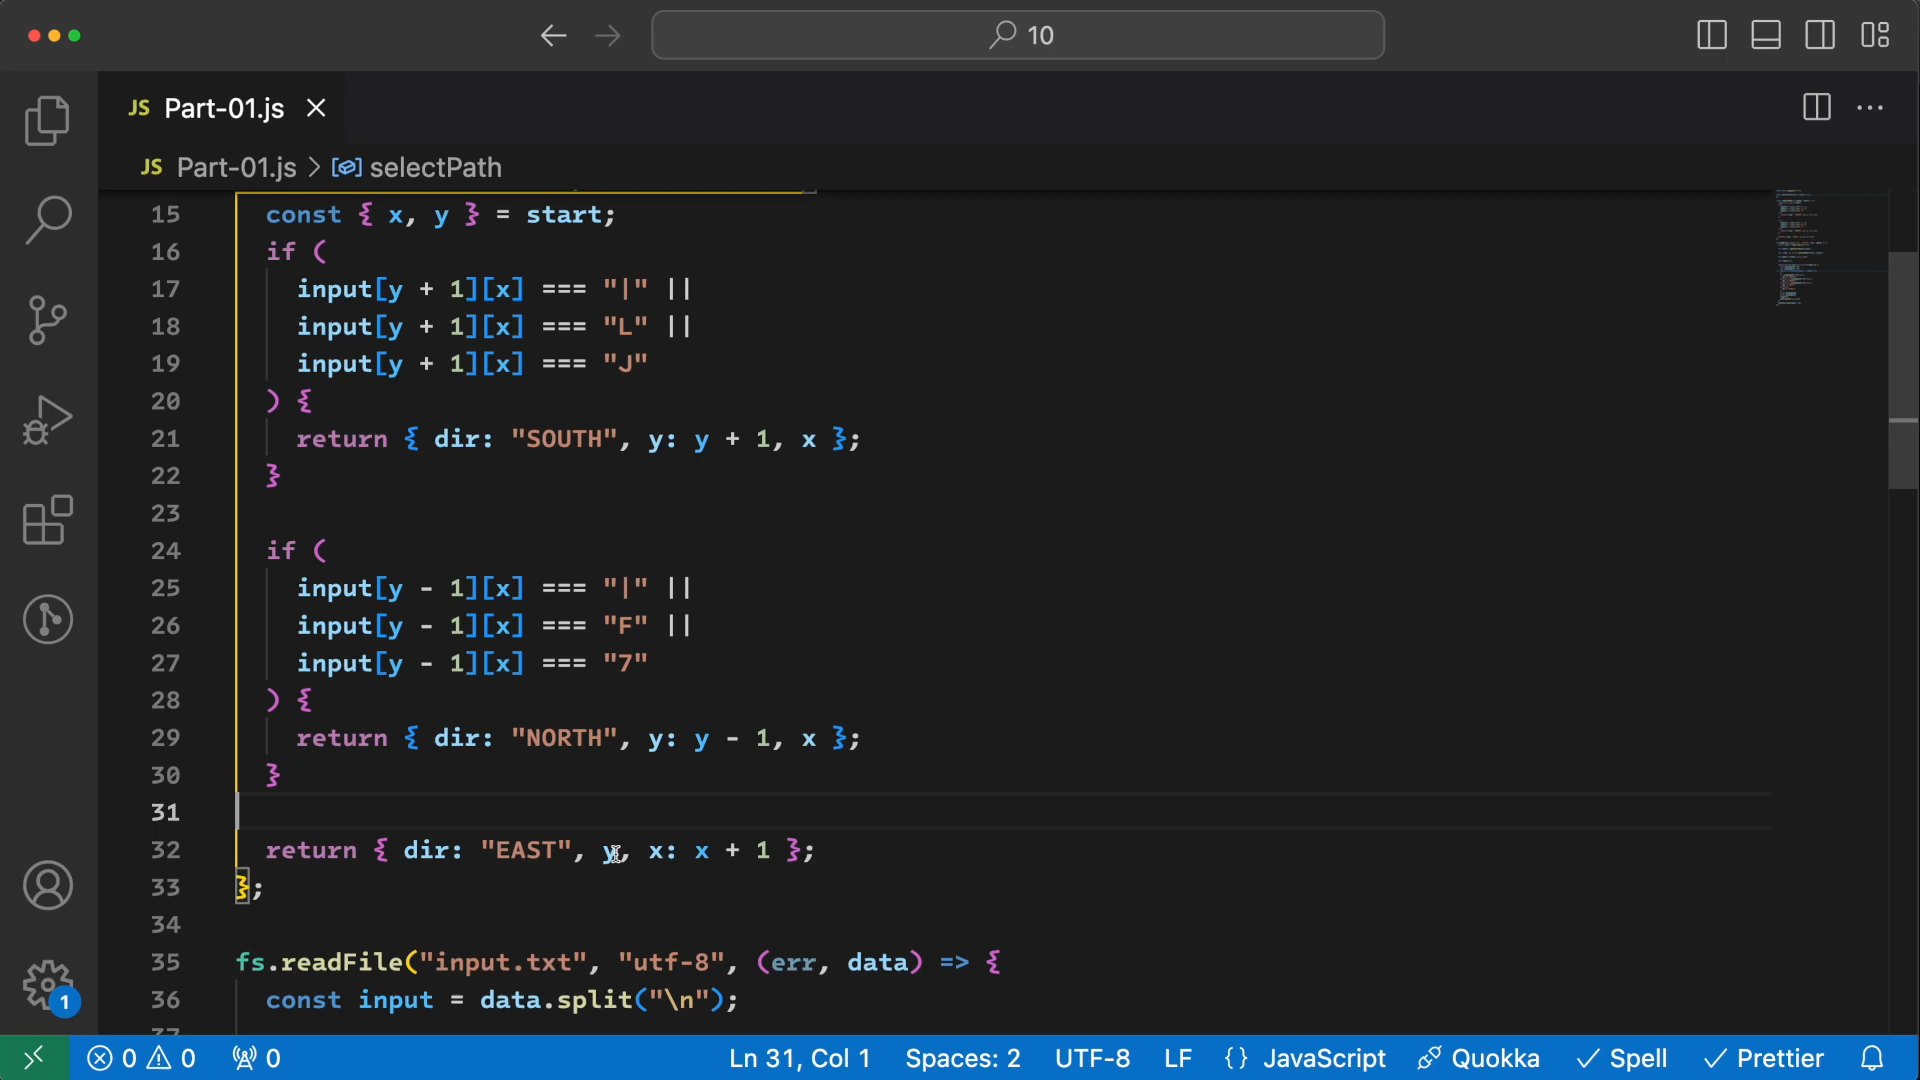 10
JS Part-01.js
JS Part-01.js > selectPath
15 const { x, y } = start;
16 if (
17 input[y + 1][x] === "|" ||
18 input[y + 1][x] === "L" ||
19 input[y + 1][x] === "J"
20 ) {
21 return { dir: "SOUTH", y: y + 1, x };
22 }
23
24 if (
25 input[y - 1][x] === "|" ||
26 input[y - 1][x] === "F" ||
27 input[y - 1][x] === "7"
28 ) {
29 return { dir: "NORTH", y: y - 1, x };
30 }
31
32 return { dir: "EAST", y, x: x + 1 };
33 };
34
35 fs.readFile("input.txt", "utf-8", (err, data) => {
36 const input = data.split("\n");
37
1
0 0 0 Ln 31, Col 1 Spaces: 2 UTF-8 LF {} JavaScript Quokka Spell Prettier